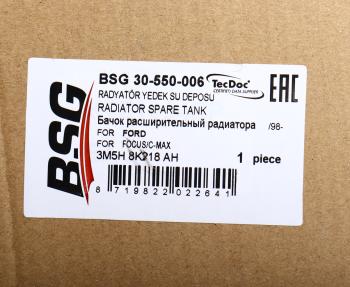 BSG
BSG 30-550-006
TecDoc
CERTIFIED DATA SUPPLIER
EAC
RADYATÖR YEDEK SU DEPOSU
RADIATOR SPARE TANK
Бачок расширительный радиатора /98-
FOR FORD
FOR FOCUS/C-MAX
3M5H 8K218 AH 1 piece
8 719822 022641